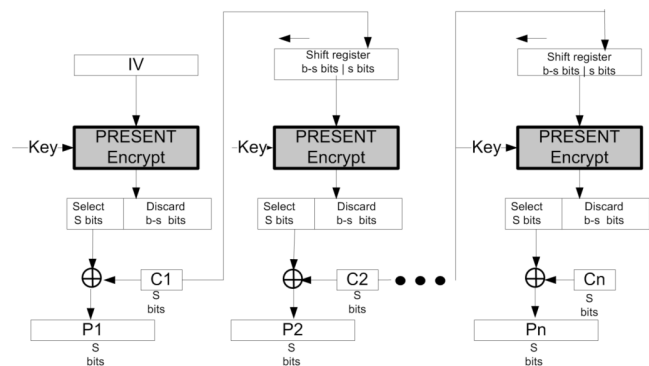 IV
Shift register
b-s bits | s bits
Shift register
b-s bits | s bits
Key
PRESENT
Encrypt
Key
PRESENT
Encrypt
Key
PRESENT
Encrypt
Select
S bits
Discard
b-s bits
Select
S bits
Discard
b-s bits
Select
S bits
Discard
b-s bits
C1
S
bits
C2
S
bits
Cn
S
bits
P1
S
bits
P2
S
bits
Pn
S
bits